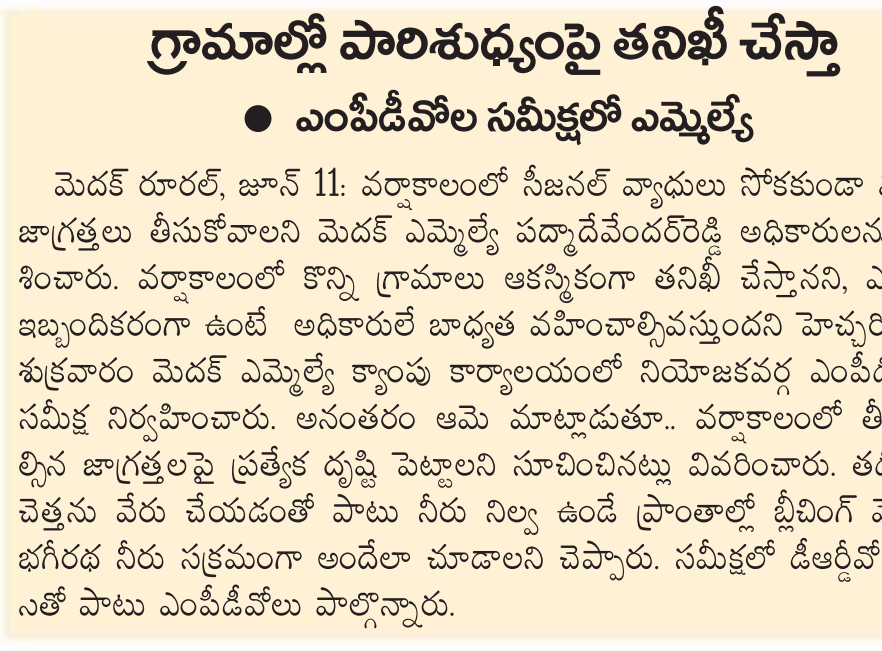 గ్రామాల్లో పారిశుధ్యంపై తనిఖీ చేస్తా
● ఎంపీడీవోల సమీక్షలో ఎమ్మెల్యే
మెదక్ రూరల్, జూన్ 11: వర్షాకాలంలో సీజనల్ వ్యాధులు సోకకుండా
జాగ్రత్తలు తీసుకోవాలని మెదక్ ఎమ్మెల్యే పద్మాదేవేందర్‌రెడ్డి అధికారులను
శించారు. వర్షాకాలంలో కొన్ని గ్రామాలు ఆకస్మికంగా తనిఖీ చేస్తానని,
ఇబ్బందికరంగా ఉంటే అధికారులే బాధ్యత వహించాల్సివస్తుందని
శుక్రవారం మెదక్ ఎమ్మెల్యే క్యాంపు కార్యాలయంలో నియోజకవర్గ
సమీక్ష నిర్వహించారు. అనంతరం ఆమె మాట్లాడుతూ.. వర్షాకాలంలో
ల్సిన జాగ్రత్తలపై ప్రత్యేక దృష్టి పెట్టాలని సూచించినట్లు వివరించారు.
చెత్తను వేరు చేయడంతో పాటు నీరు నిల్వ ఉండే ప్రాంతాల్లో బ్లీచింగ్
భగీరథ నీరు సక్రమంగా అందేలా చూడాలని చెప్పారు. సమీక్షలో డీఆర్డీవో
సతో పాటు ఎంపీడీవోలు పాల్గొన్నారు.